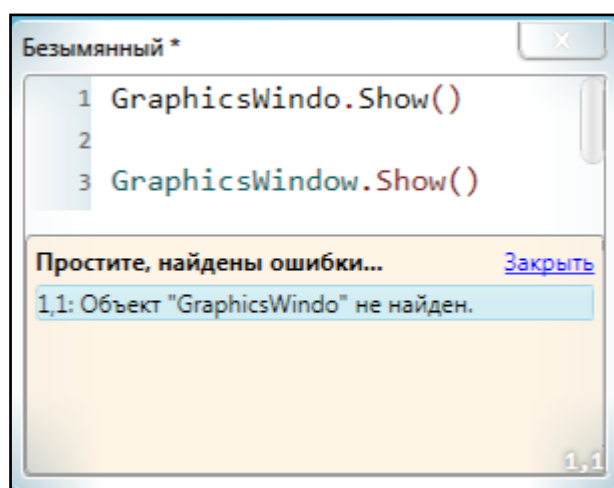 Безымянный *
X
1 GraphicsWindo.Show()
2
3 GraphicsWindow.Show()
Простите, найдены ошибки... Закрыть
1,1: Объект "GraphicsWindo" не найден.
1,1